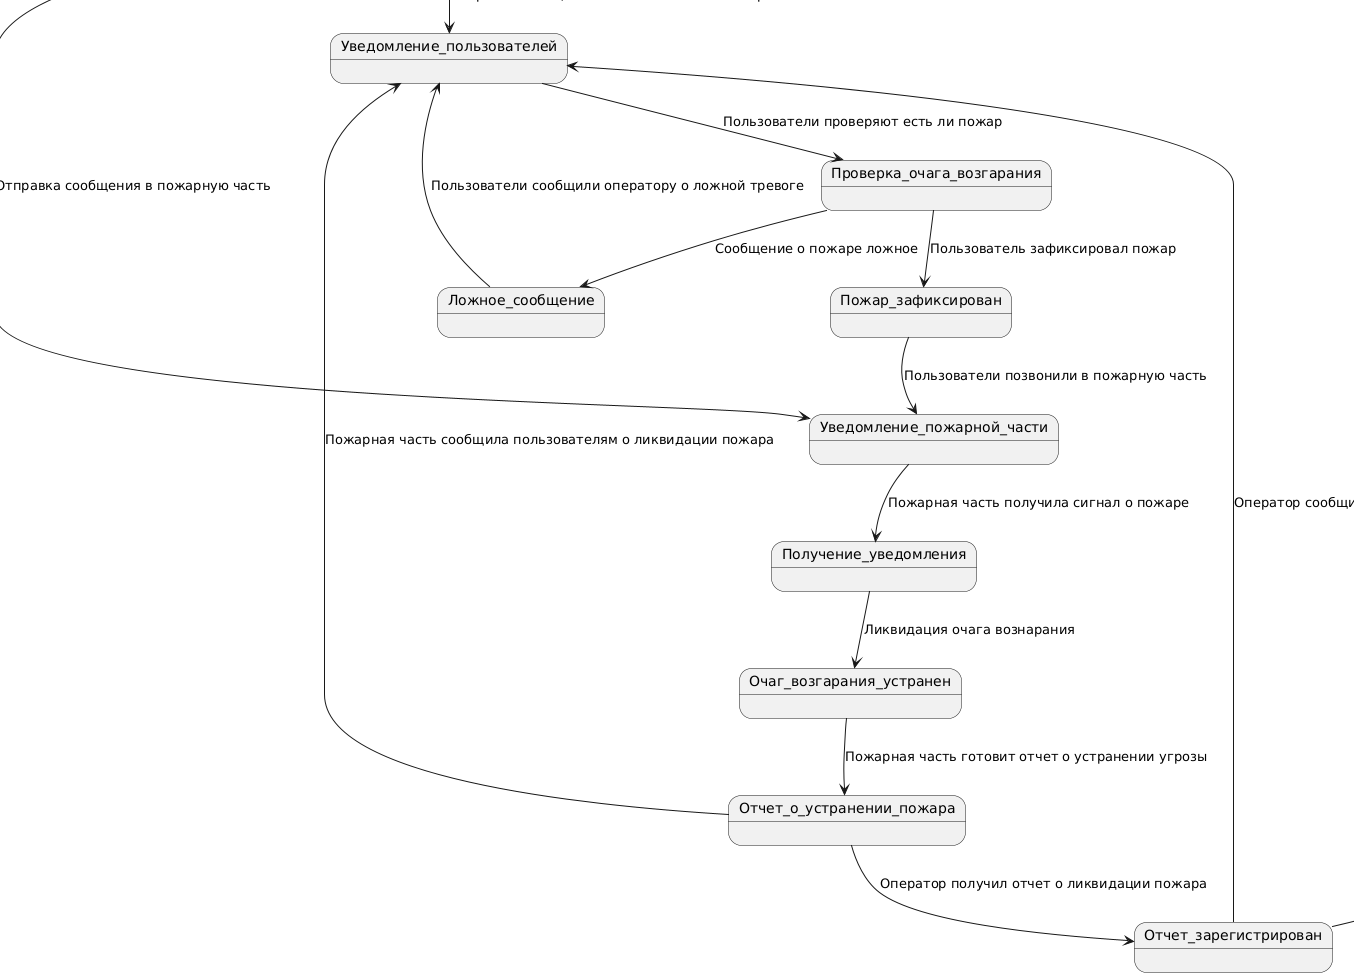 Уведомление_пользователей
Пользователи проверяют есть ли пожар
Проверка_очага_возгарания
Отправка сообщения в пожарную часть
Пользователи сообщили оператору о ложной тревоге
Сообщение о пожаре ложное
Пользователь зафиксировал пожар
Ложное_сообщение
Пожар_зафиксирован
Пользователи позвонили в пожарную часть
Уведомление_пожарной_части
Пожарная часть сообщила пользователям о ликвидации пожара
Пожарная часть получила сигнал о пожаре
Оператор
Получение_уведомления
Ликвидация очага вознарания
Очаг_возгарания_устранен
Пожарная часть готовит отчет о устранении угрозы
Отчет_о_устранении_пожара
Оператор получил отчет о ликвидации пожара
Отчет_зарегистрирован